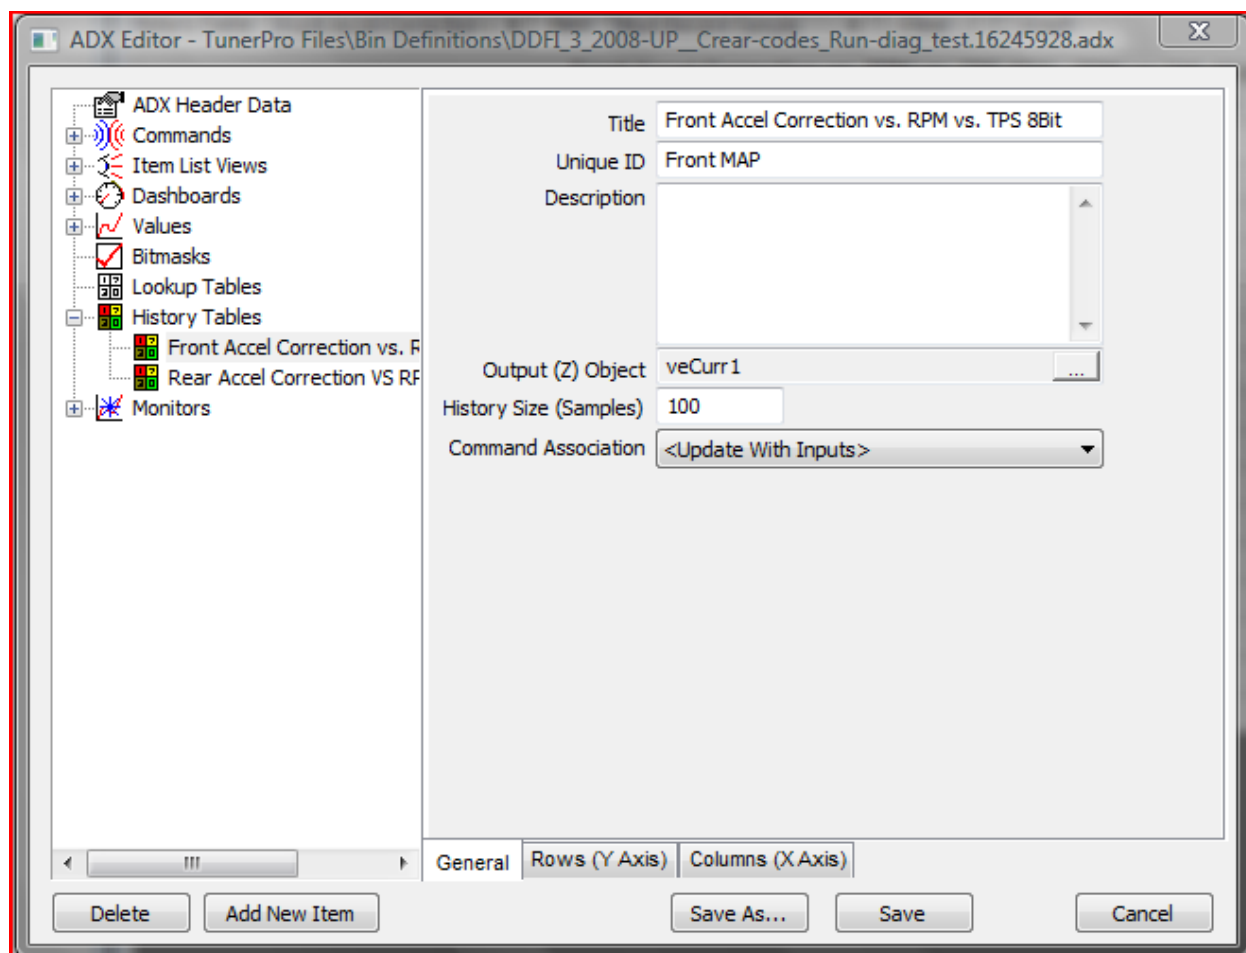 ADX Editor - TunerPro Files\Bin Definitions\DDFI_3_2008-UP__Crear-codes_Run-diag_test.16245928.adx
ADX Header Data
Commands
Item List Views
Dashboards
Values
Bitmasks
Lookup Tables
History Tables
Front Accel Correction vs. R
Rear Accel Correction VS RF
Monitors
Title Front Accel Correction vs. RPM vs. TPS 8Bit
Unique ID Front MAP
Description
Output (Z) Object veCurr1 ...
History Size (Samples) 100
Command Association <Update With Inputs>
General Rows (Y Axis) Columns (X Axis)
Delete Add New Item Save As... Save Cancel